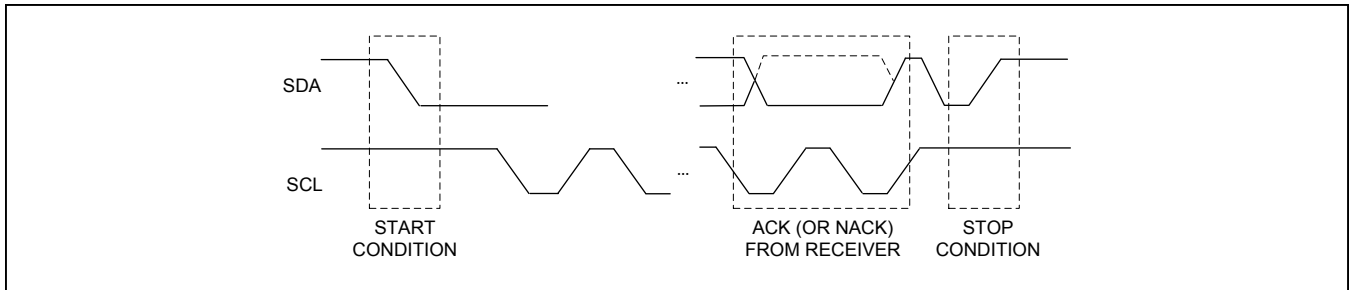 SDA
...
SCL
...
START
CONDITION
ACK (OR NACK)
FROM RECEIVER
STOP
CONDITION